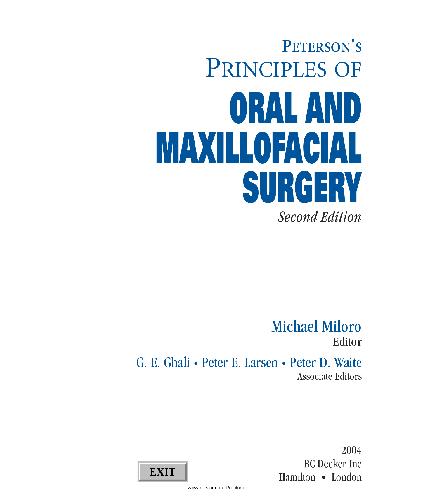 PETERSON'S
PRINCIPLES OF
ORAL AND
MAXILLOFACIAL
SURGERY
Second Edition
Michael Miloro
Editor
G. E. Ghali • Peter E. Larsen • Peter D. Waite
Associate Editors
2004
BC Decker Inc
Hamilton • London
EXIT